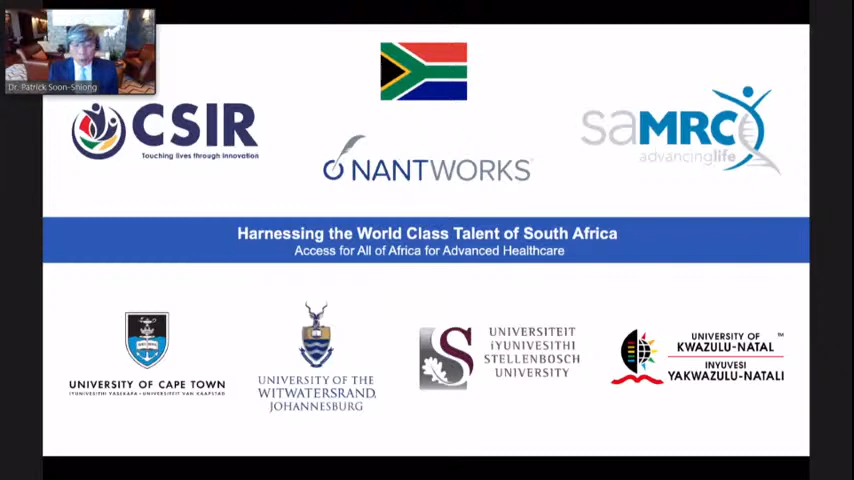 Dr. Patrick Soon-Shiong
CSIR
Touching lives through innovation
NANTWORKS
saMRC
advancinglife
Harnessing the World Class Talent of South Africa
Access for All of Africa for Advanced Healthcare
UNIVERSITY OF CAPE TOWN
IYUNIVESITHI YASEKAPA • UNIVERSITEIT VAN KAAPSTAD
UNIVERSITY OF THE
WITWATERSRAND,
JOHANNESBURG
UNIVERSITEIT
iYUNIVESITHI
STELLENBOSCH
UNIVERSITY
UNIVERSITY OF ™
KWAZULU-NATAL
INYUVESI
YAKWAZULU-NATALI